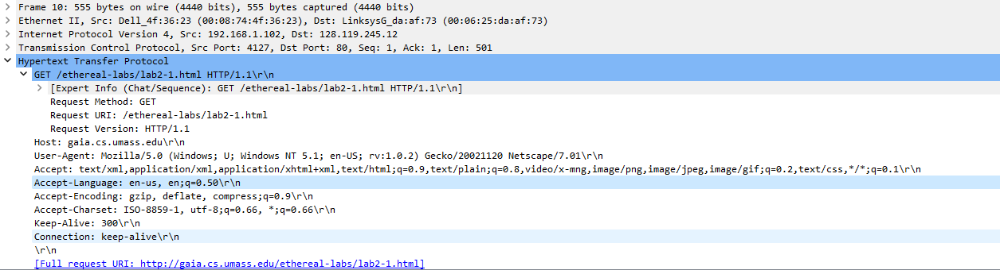 Frame 10: 555 bytes on wire (4440 bits), 555 bytes captured (4440 bits)
Ethernet II, Src: Dell_4f:36:23 (00:08:74:4f:36:23), Dst: LinksysG_da:af:73 (00:06:25:da:af:73)
Internet Protocol Version 4, Src: 192.168.1.102, Dst: 128.119.245.12
Transmission Control Protocol, Src Port: 4127, Dst Port: 80, Seq: 1, Ack: 1, Len: 501
Hypertext Transfer Protocol
GET /ethereal-labs/lab2-1.html HTTP/1.1\r\n
[Expert Info (Chat/Sequence): GET /ethereal-labs/lab2-1.html HTTP/1.1\r\n]
Request Method: GET
Request URI: /ethereal-labs/lab2-1.html
Request Version: HTTP/1.1
Host: gaia.cs.umass.edu\r\n
User-Agent: Mozilla/5.0 (Windows; U; Windows NT 5.1; en-US; rv:1.0.2) Gecko/20021120 Netscape/7.01\r\n
Accept: text/xml,application/xml,application/xhtml+xml,text/html;q=0.9,text/plain;q=0.8,video/x-mng,image/png,image/jpeg,image/gif;q=0.2,text/css,*/*;q=0.1\r\n
Accept-Language: en-us, en;q=0.50\r\n
Accept-Encoding: gzip, deflate, compress;q=0.9\r\n
Accept-Charset: ISO-8859-1, utf-8;q=0.66, *;q=0.66\r\n
Keep-Alive: 300\r\n
Connection: keep-alive\r\n
\r\n
[Full request URI: http://gaia.cs.umass.edu/ethereal-labs/lab2-1.html]